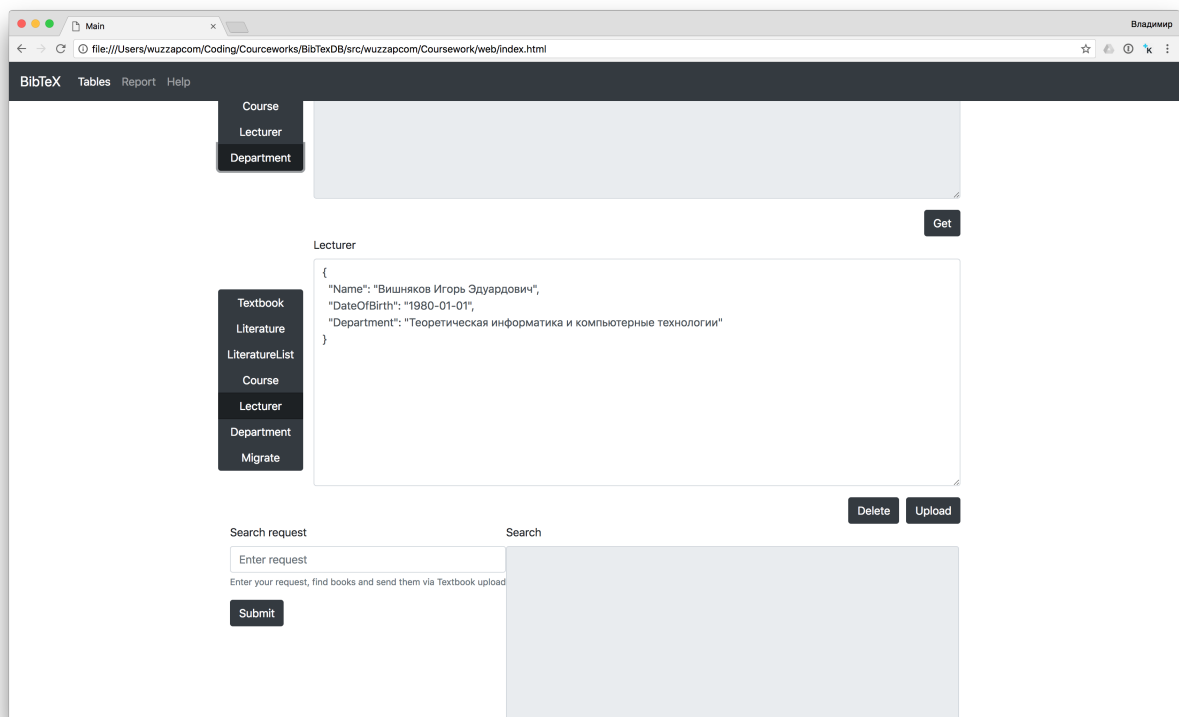 Main
Владимир
file:///Users/wuzzapcom/Coding/Courceworks/BibTexDB/src/wuzzapcom/Coursework/web/index.html
BibTeX Tables Report Help
Course
Lecturer
Department
Get
Lecturer
{
"Name": "Вишняков Игорь Эдуардович",
"DateOfBirth": "1980-01-01",
"Department": "Теоретическая информатика и компьютерные технологии"
}
Textbook
Literature
LiteratureList
Course
Lecturer
Department
Migrate
Delete Upload
Search request
Search
Enter request
Enter your request, find books and send them via Textbook upload
Submit